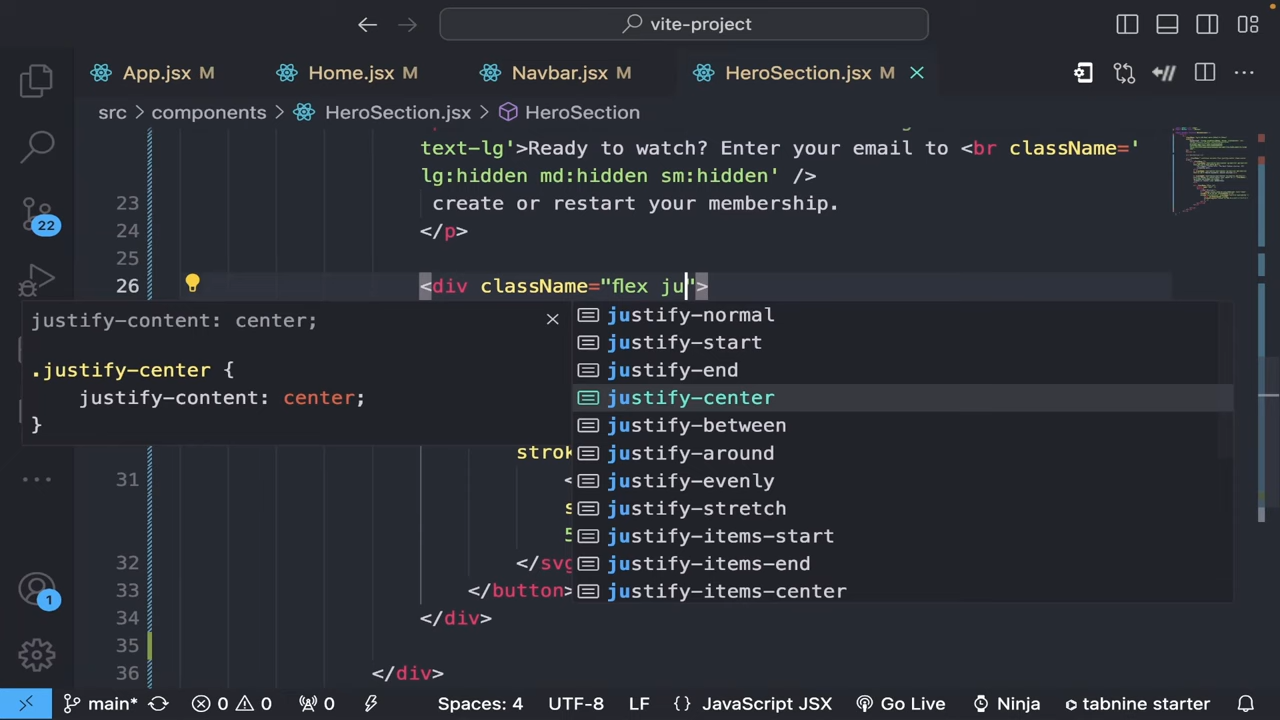 vite-project
App.jsx M
Home.jsx M
Navbar.jsx M
HeroSection.jsx M
src > components > HeroSection.jsx > HeroSection
text-lg'>Ready to watch? Enter your email to <br className='
lg:hidden md:hidden sm:hidden' />
23 create or restart your membership.
24 </p>
25
26 <div className="flex ju">
justify-content: center;
.justify-center {
justify-content: center;
}
justify-normal
justify-start
justify-end
justify-center
justify-between
justify-around
justify-evenly
justify-stretch
justify-items-start
justify-items-end
justify-items-center
22
strok
31 <
s
5
32 </svg
33 </button>
34 </div>
35
36 </div>
1
main* 0 0 0 Spaces: 4 UTF-8 LF {} JavaScript JSX Go Live Ninja tabnine starter